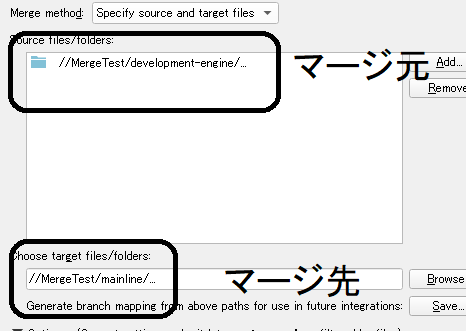 Merge method: Specify source and target files
Source files/folders:
//MergeTest/development-engine/...
マージ元
Add...
Remove
Choose target files/folders:
//MergeTest/mainline/...
マージ先
Browse
Generate branch mapping from above paths for use in future integrations:
Save...